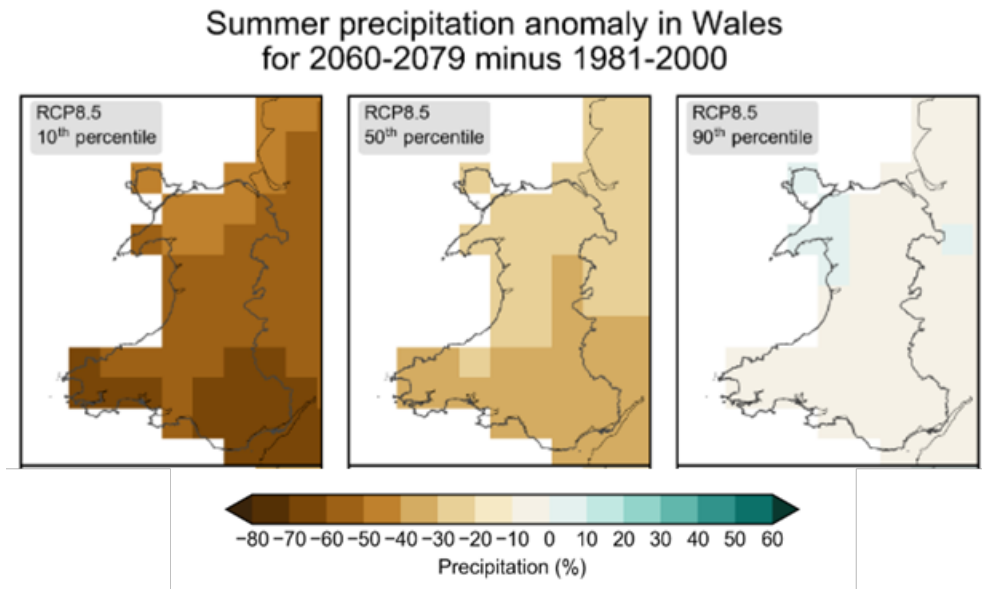 Summer precipitation anomaly in Wales
for 2060-2079 minus 1981-2000
RCP8.5
10th percentile
RCP8.5
50th percentile
RCP8.5
90th percentile
−80 −70 −60 −50 −40 −30 −20 −10 0 10 20 30 40 50 60
Precipitation (%)